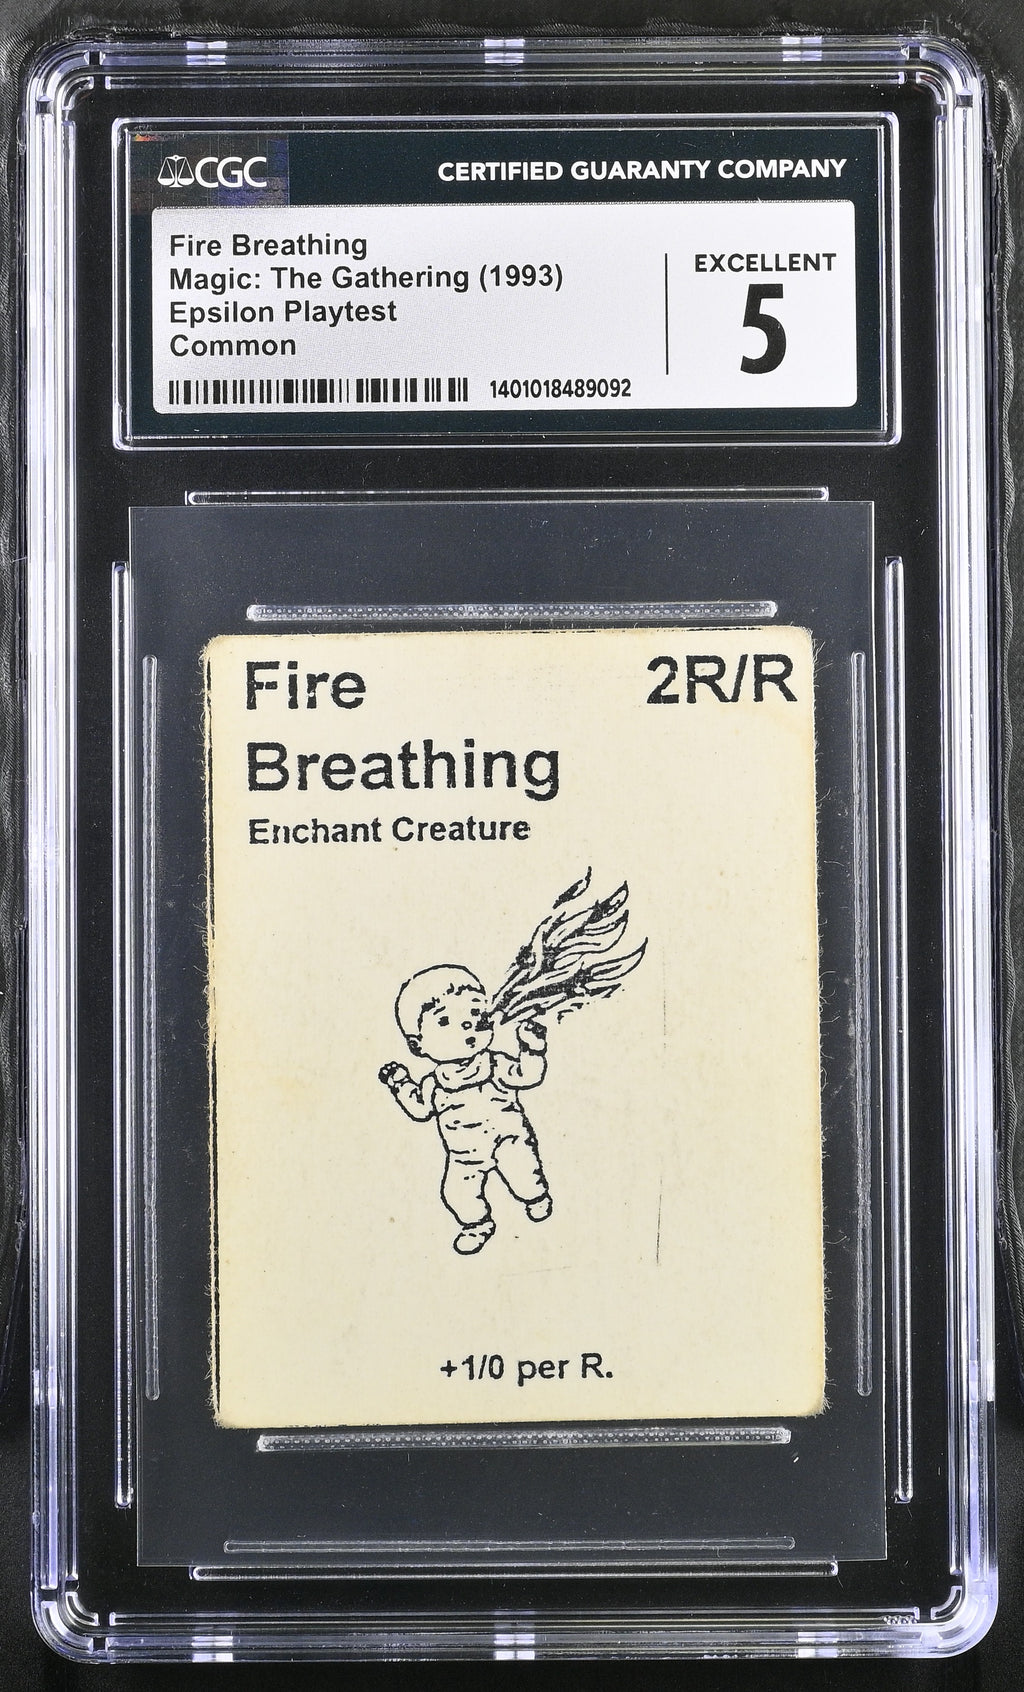 CGC
CERTIFIED GUARANTY COMPANY
Fire Breathing
Magic: The Gathering (1993)
Epsilon Playtest
Common
1401018489092
EXCELLENT
5
Fire 2R/R
Breathing
Enchant Creature
+1/0 per R.